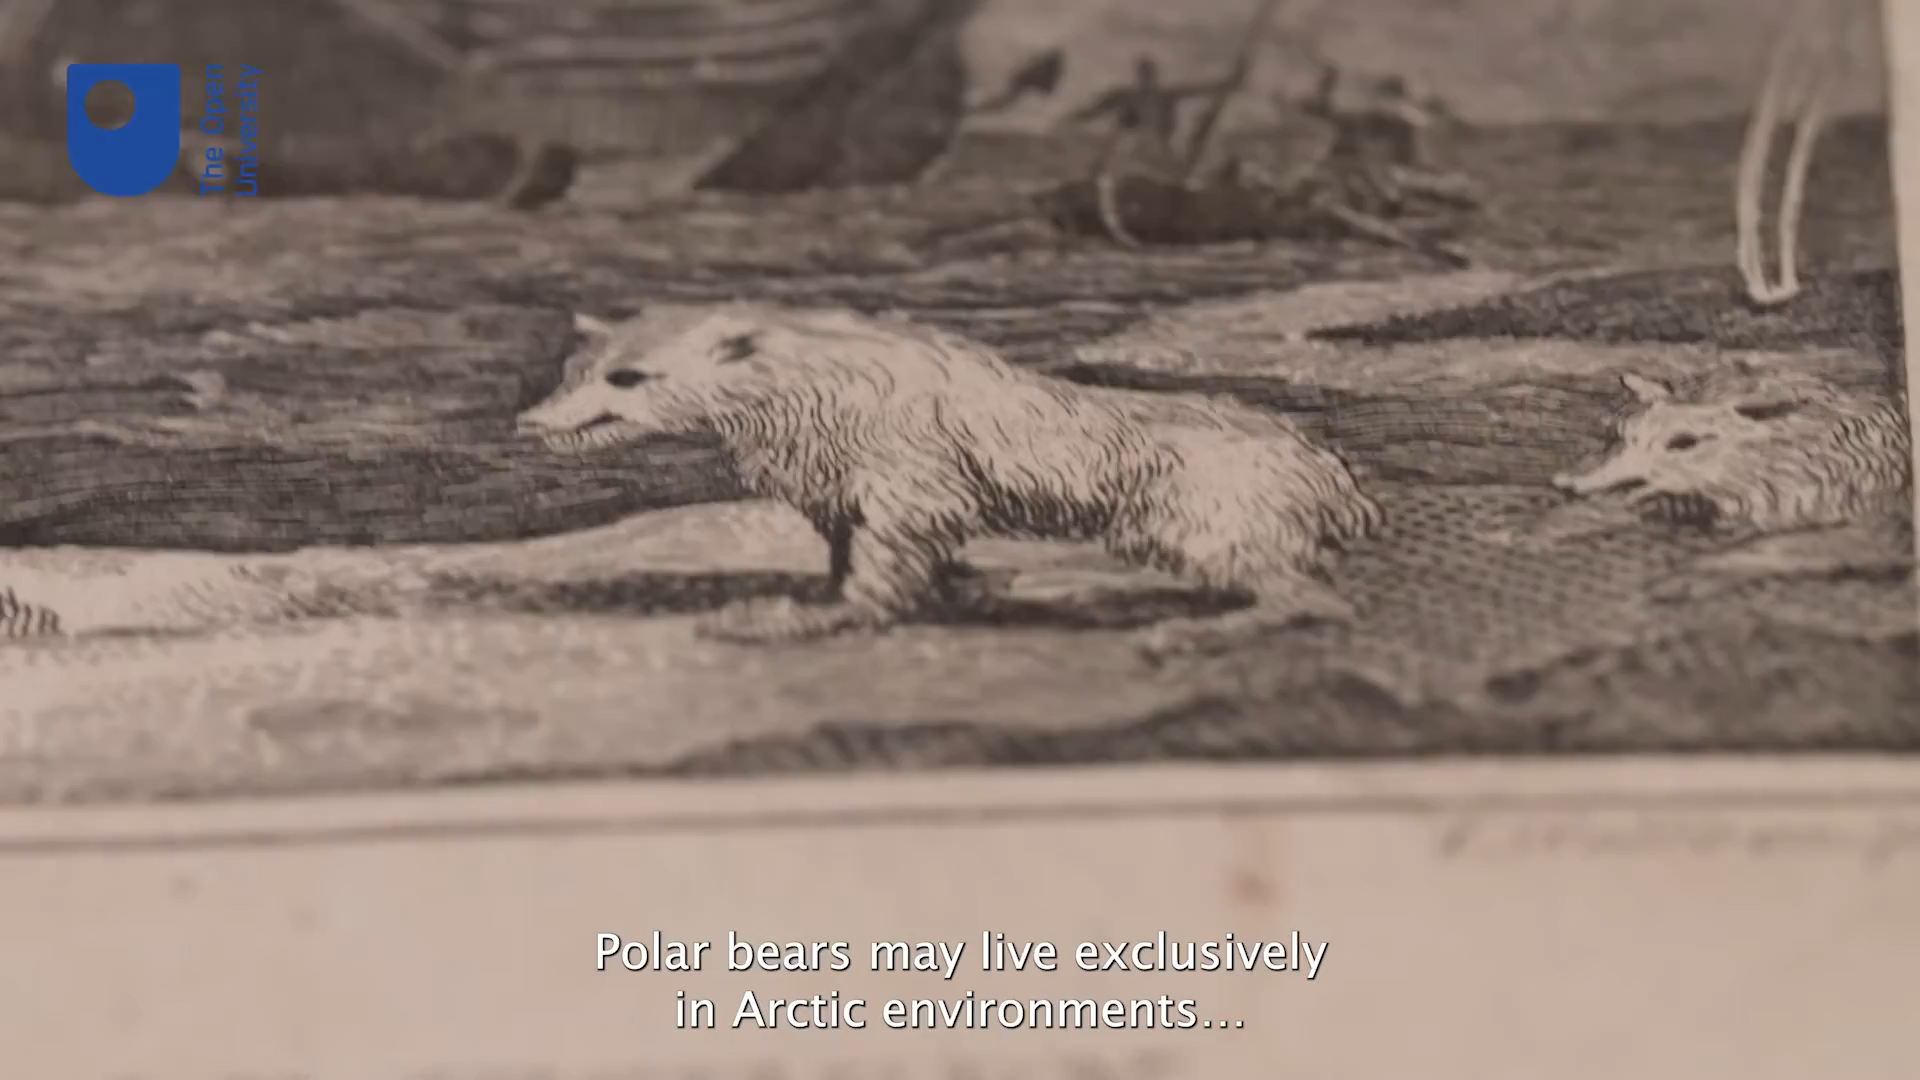 The Open
University
Polar bears may live exclusively
in Arctic environments...